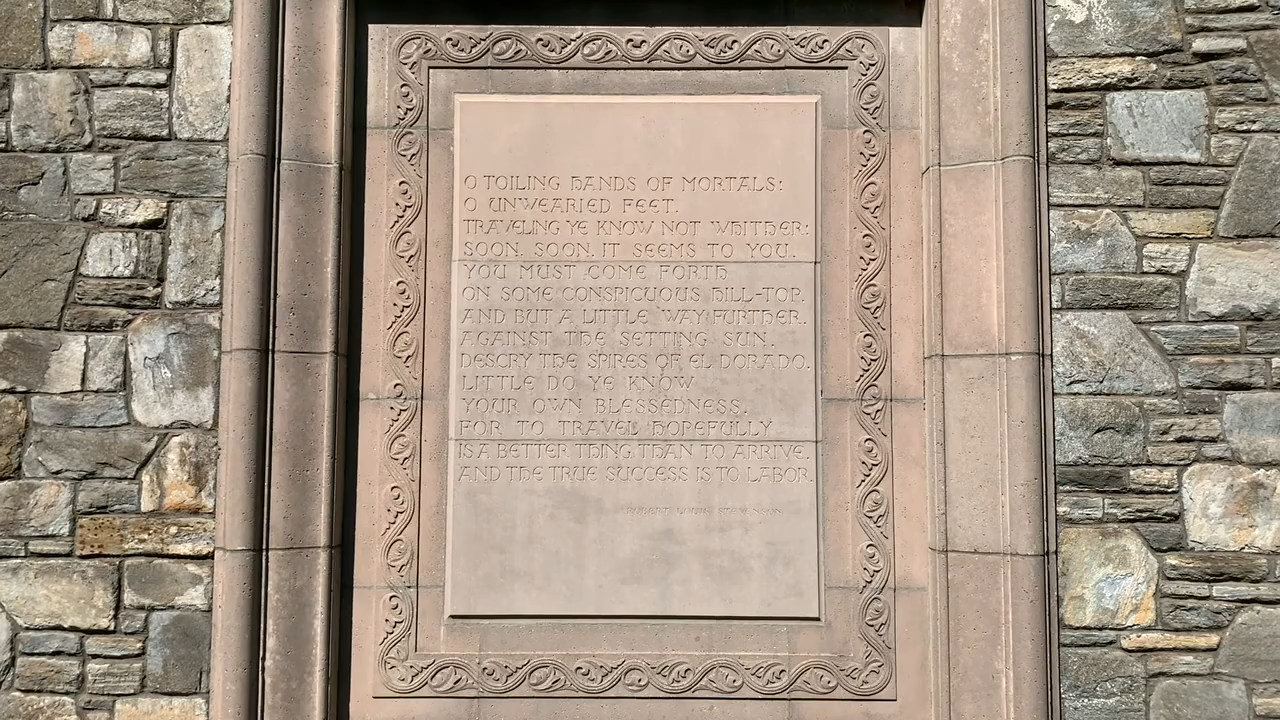 O TOILING HANDS OF MORTALS:
O UNWEARIED FEET.
TRAVELING YE KNOW NOT WHITHER:
SOON. SOON. IT SEEMS TO YOU.
YOU MUST COME FORTH
ON SOME CONSPICUOUS HILL-TOP.
AND BUT A LITTLE WAY FURTHER.
AGAINST THE SETTING SUN.
DESCRY THE SPIRES OF EL DORADO.
LITTLE DO YE KNOW
YOUR OWN BLESSEDNESS.
FOR TO TRAVEL HOPEFULLY
IS A BETTER THING THAN TO ARRIVE.
AND THE TRUE SUCCESS IS TO LABOR.
ROBERT LOUIS STEVENSON